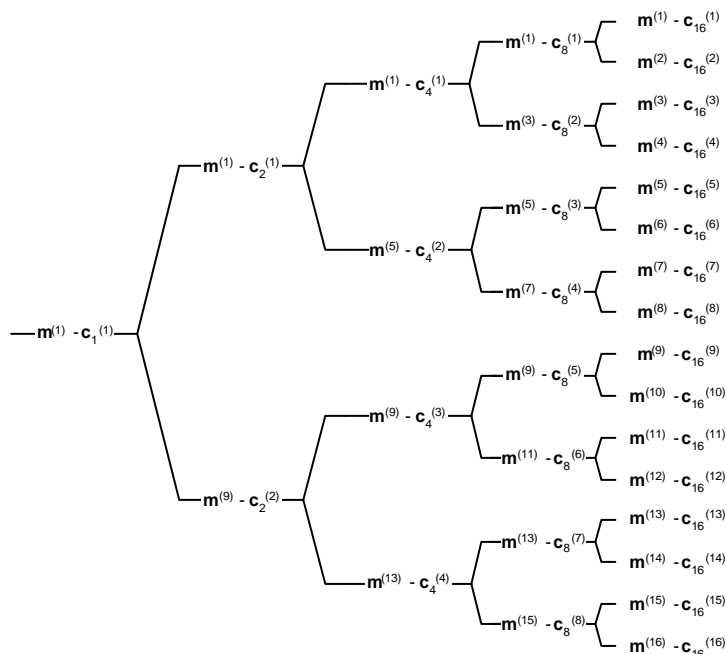 m(1) - c16(1)
m(1) - c8(1)
m(2) - c16(2)
m(1) - c4(1)
m(3) - c16(3)
m(3) - c8(2)
m(4) - c16(4)
m(1) - c2(1)
m(5) - c16(5)
m(5) - c8(3)
m(6) - c16(6)
m(5) - c4(2)
m(7) - c16(7)
m(7) - c8(4)
m(8) - c16(8)
m(1) - c1(1)
m(9) - c16(9)
m(9) - c8(5)
m(10) - c16(10)
m(9) - c4(3)
m(11) - c16(11)
m(11) - c8(6)
m(12) - c16(12)
m(9) - c2(2)
m(13) - c16(13)
m(13) - c8(7)
m(14) - c16(14)
m(13) - c4(4)
m(15) - c16(15)
m(15) - c8(8)
m(16) - c16(16)